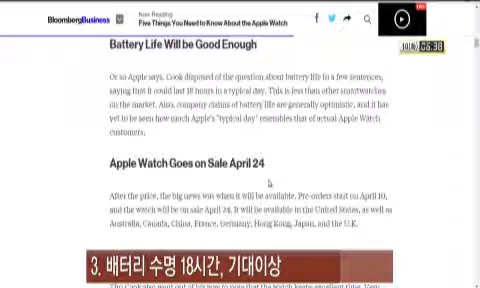 BloombergBusiness
Now Reading:
Five Things You Need to Know About the Apple Watch
05:38
Battery Life Will be Good Enough
Or so Apple says. Cook disposed of the question about battery life in a few sentences,
saying that it could last 18 hours in a typical day. This is less than other smartwatches
on the market. Also, company claims of battery life are generally optimistic, and it has
yet to be seen how much Apple's "typical day" resembles that of actual Apple Watch
customers.
Apple Watch Goes on Sale April 24
After the price, the big news was when it will be available. Pre-orders start on April 10,
and the watch will be on sale April 24. It will be available in the United States, as well as
Australia, Canada, China, France, Germany, Hong Kong, Japan, and the U.K.
3. 배터리 수명 18시간, 기대이상